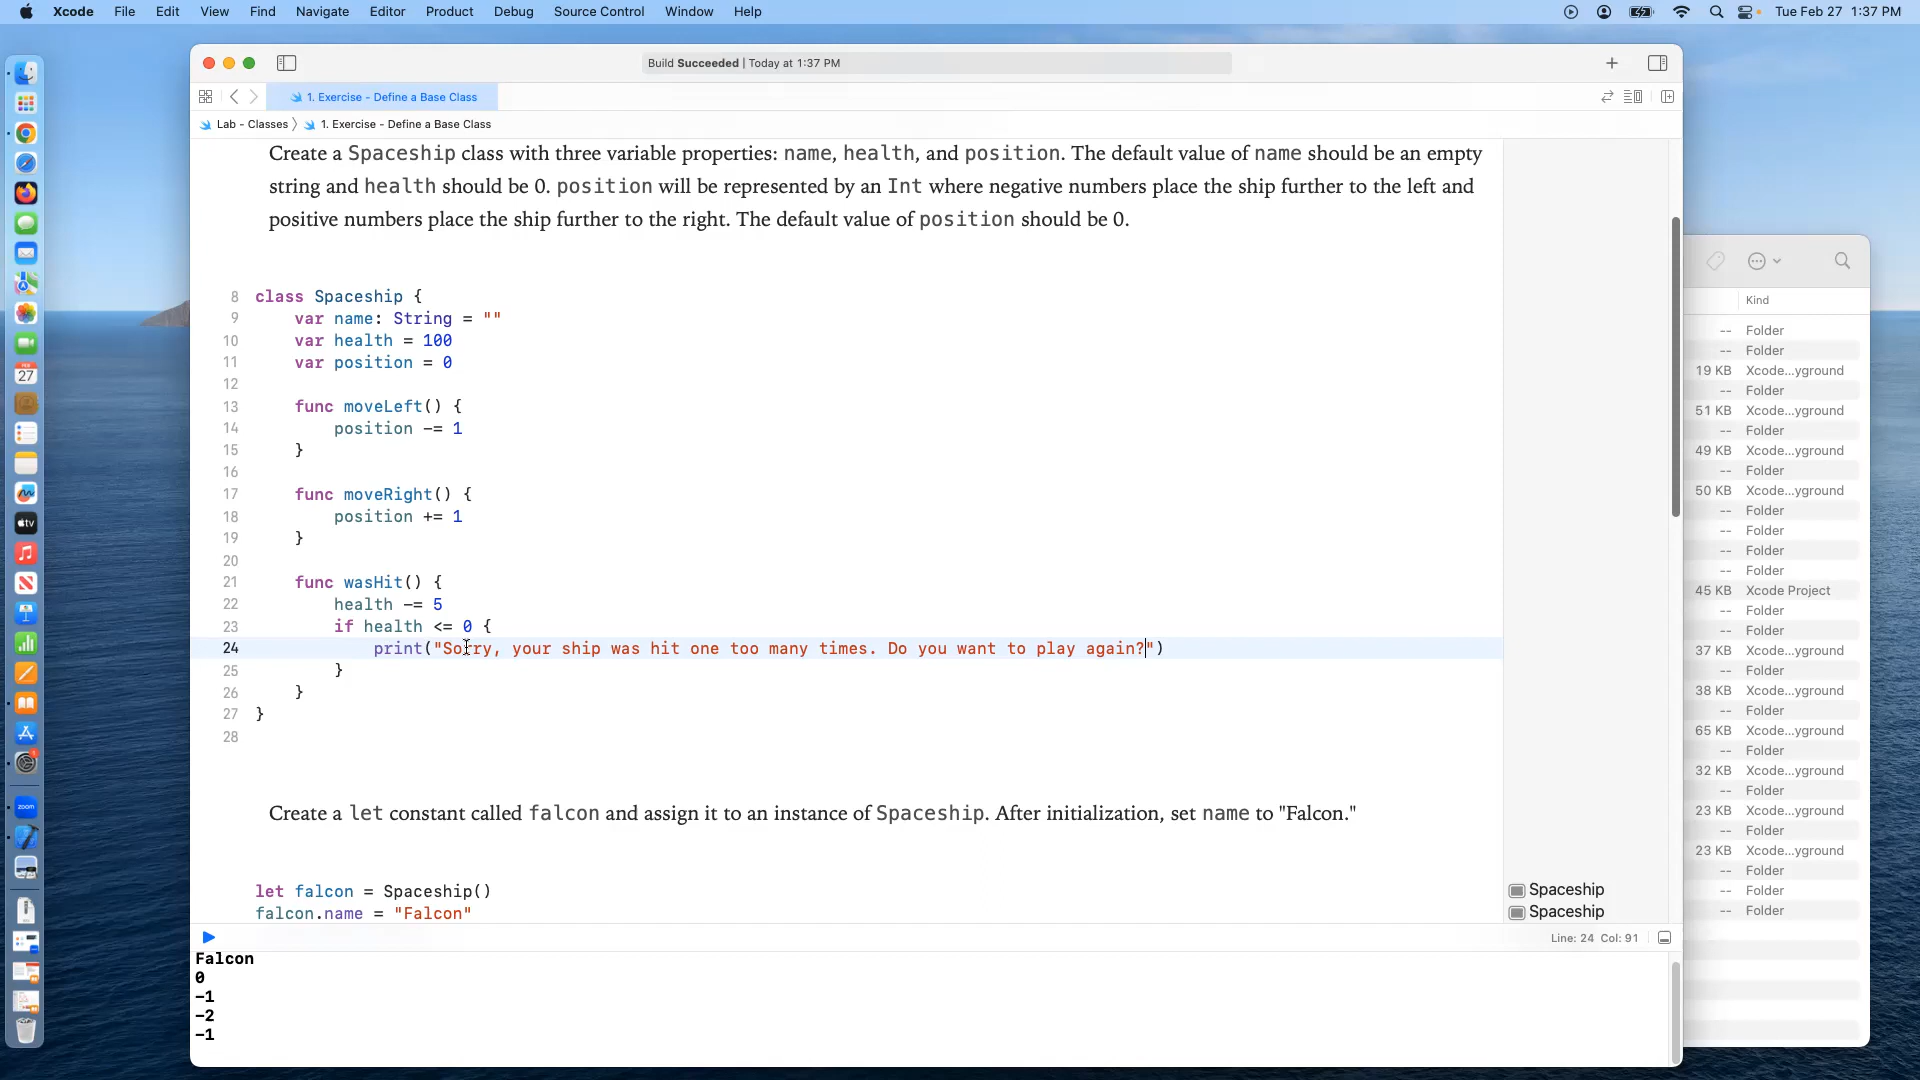 Xcode File Edit View Find Navigate Editor Product Debug Source Control Window Help Tue Feb 27 1:37 PM
Build Succeeded | Today at 1:37 PM
1. Exercise - Define a Base Class
Lab - Classes 〉 1. Exercise - Define a Base Class
Create a Spaceship class with three variable properties: name, health, and position. The default value of name should be an empty
string and health should be 0. position will be represented by an Int where negative numbers place the ship further to the left and
positive numbers place the ship further to the right. The default value of position should be 0.
8 class Spaceship {
9 var name: String = ""
10 var health = 100
11 var position = 0
12
13 func moveLeft() {
14 position -= 1
15 }
16
17 func moveRight() {
18 position += 1
19 }
20
21 func wasHit() {
22 health -= 5
23 if health <= 0 {
24 print("Sorry, your ship was hit one too many times. Do you want to play again?")
25 }
26 }
27 }
28
Create a let constant called falcon and assign it to an instance of Spaceship. After initialization, set name to "Falcon."
let falcon = Spaceship()
falcon.name = "Falcon"
Spaceship
Spaceship
Line: 24 Col: 91
Falcon
0
-1
-2
-1
Kind
-- Folder
-- Folder
19 KB Xcode...yground
-- Folder
51 KB Xcode...yground
-- Folder
49 KB Xcode...yground
-- Folder
50 KB Xcode...yground
-- Folder
-- Folder
-- Folder
-- Folder
45 KB Xcode Project
-- Folder
-- Folder
37 KB Xcode...yground
-- Folder
38 KB Xcode...yground
-- Folder
65 KB Xcode...yground
-- Folder
32 KB Xcode...yground
-- Folder
23 KB Xcode...yground
-- Folder
23 KB Xcode...yground
-- Folder
-- Folder
-- Folder
FEB
27
tv
zoom